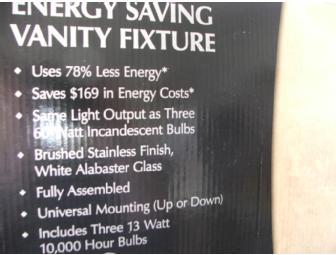 ENERGY SAVING
VANITY FIXTURE
• Uses 78% Less Energy*
• Saves $169 in Energy Costs*
• Same Light Output as Three
60 Watt Incandescent Bulbs
• Brushed Stainless Finish,
White Alabaster Glass
• Fully Assembled
• Universal Mounting (Up or Down)
• Includes Three 13 Watt
10,000 Hour Bulbs